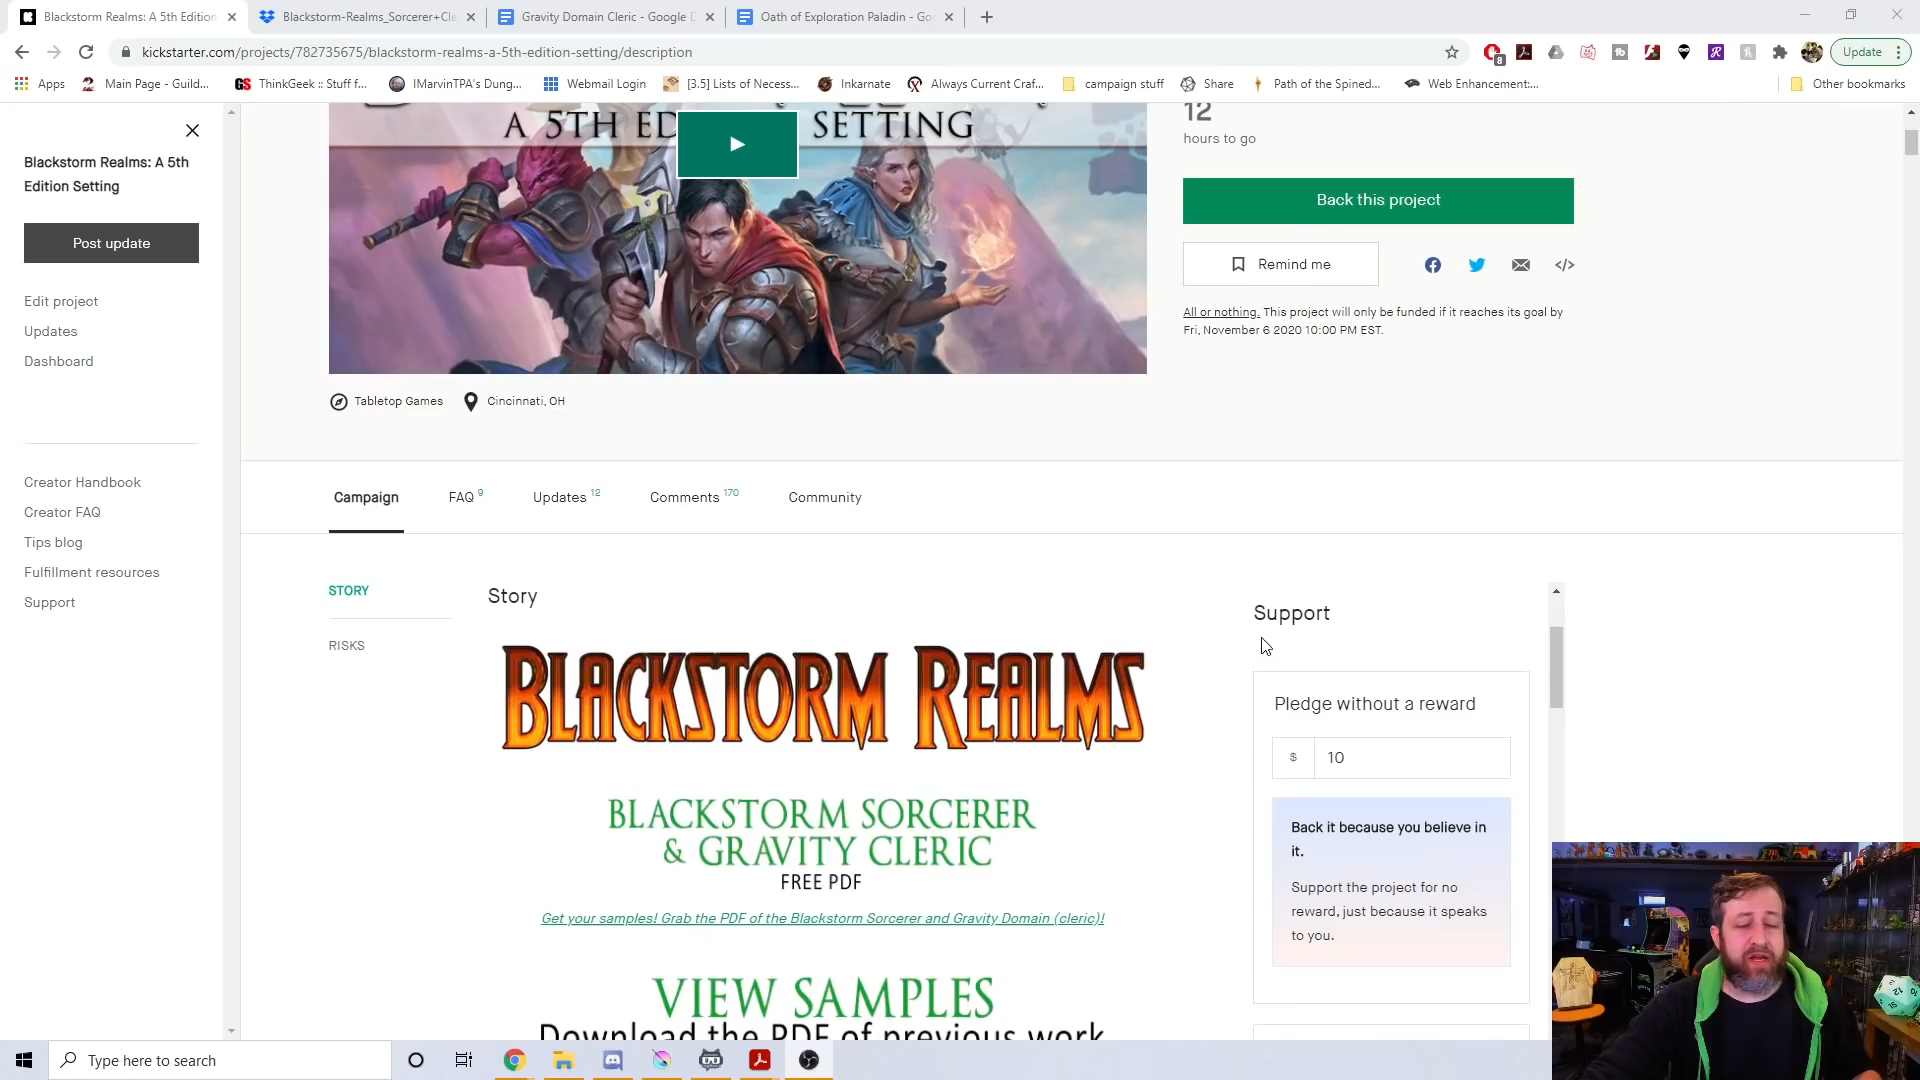 Blackstorm Realms: A 5th Edition
Blackstorm-Realms_Sorcerer+Cle
Gravity Domain Cleric - Google D
Oath of Exploration Paladin - Goo
kickstarter.com/projects/782735675/blackstorm-realms-a-5th-edition-setting/description
8
Update
Apps
Main Page - Guild...
GS
ThinkGeek :: Stuff f...
IMarvinTPA's Dung...
Webmail Login
[3.5] Lists of Necess...
Inkarnate
Always Current Craf...
campaign stuff
Share
Path of the Spined...
Web Enhancement:...
Other bookmarks
Blackstorm Realms: A 5th
Edition Setting
Post update
Edit project
Updates
Dashboard
Creator Handbook
Creator FAQ
Tips blog
Fulfillment resources
Support
A 5TH ED
SETTING
12
hours to go
Back this project
Remind me
All or nothing. This project will only be funded if it reaches its goal by
Fri, November 6 2020 10:00 PM EST.
Tabletop Games
Cincinnati, OH
Campaign
FAQ 9
Updates 12
Comments 170
Community
STORY
RISKS
Story
BLACKSTORM REALMS
BLACKSTORM SORCERER
& GRAVITY CLERIC
FREE PDF
Get your samples! Grab the PDF of the Blackstorm Sorcerer and Gravity Domain (cleric)!
VIEW SAMPLES
Download the PDF of previous work
Support
Pledge without a reward
$ 10
Back it because you believe in
it.
Support the project for no
reward, just because it speaks
to you.
Type here to search